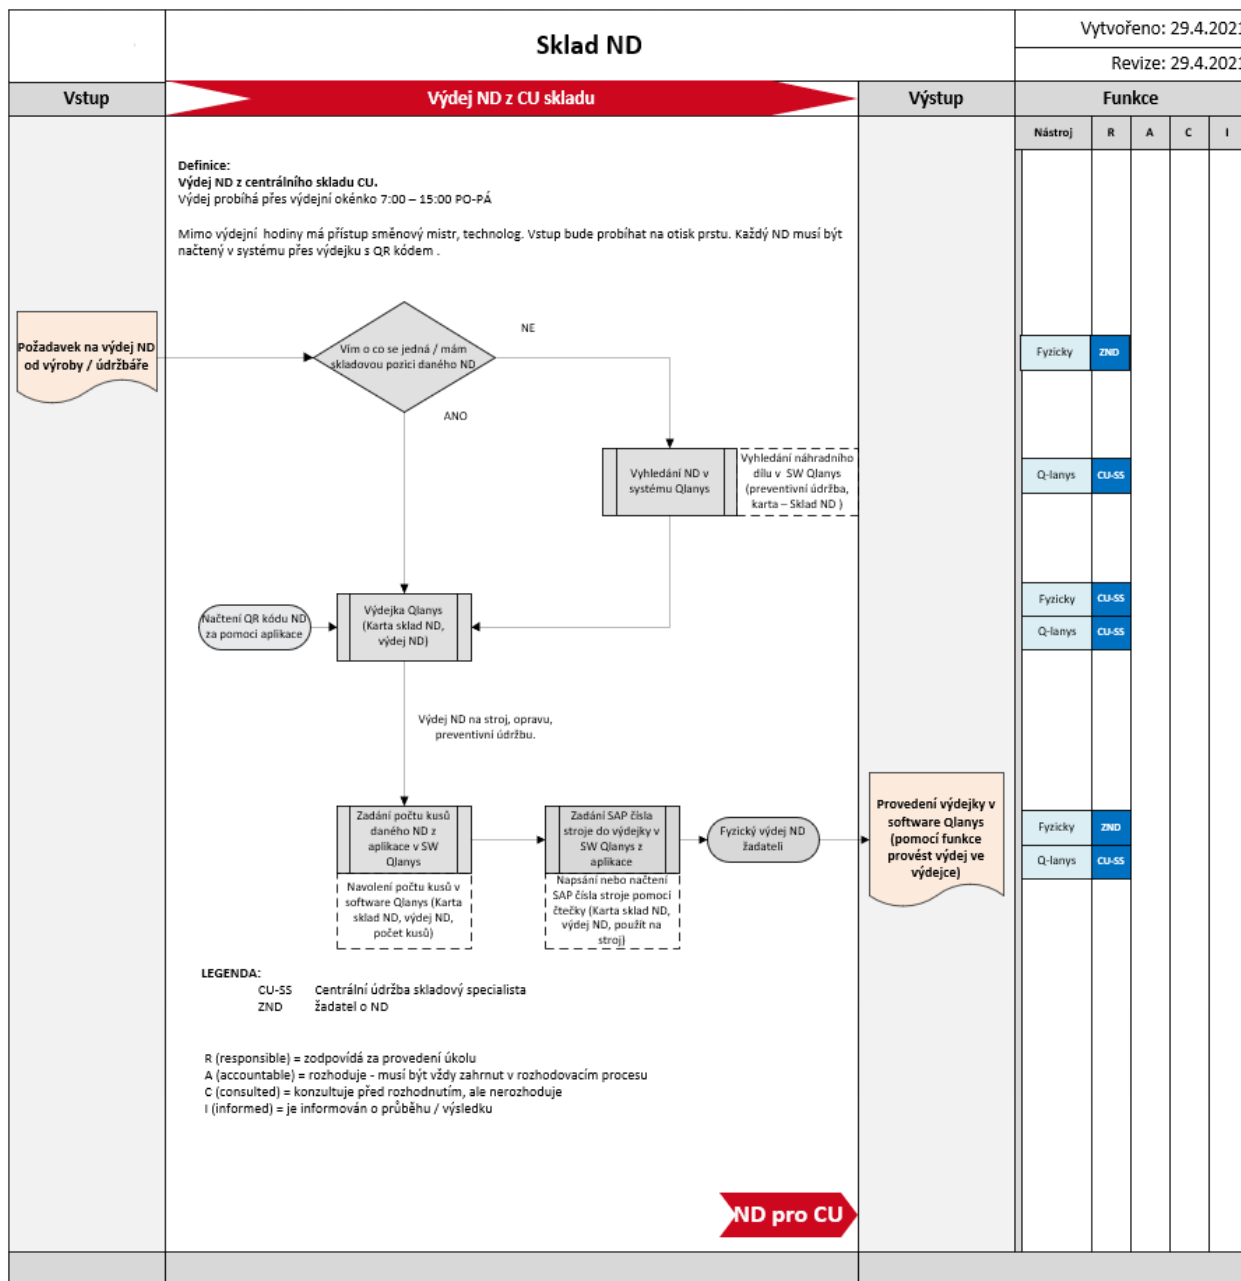 Sklad ND
Vytvořeno: 29.4.2021
Revize: 29.4.2021
Vstup
Výdej ND z CU skladu
Výstup
Funkce
Nástroj
R
A
C
I
Definice:
Výdej ND z centrálního skladu CU.
Výdej probíhá přes výdejní okénko 7:00 – 15:00 PO-PÁ
Mimo výdejní hodiny má přístup směnový mistr, technolog. Vstup bude probíhat na otisk prstu. Každý ND musí být
načtený v systému přes výdejku s QR kódem .
Požadavek na výdej ND
od výroby / údržbáře
Vím o co se jedná / mám
skladovou pozici daného ND
NE
ANO
Fyzicky
ZND
Vyhledání ND v
systému Qlanys
Vyhledání náhradního
dílu v SW Qlanys
(preventivní údržba,
karta – Sklad ND )
Q-lanys
CU-SS
Načtení QR kódu ND
za pomoci aplikace
Výdejka Qlanys
(Karta sklad ND,
výdej ND)
Fyzicky
CU-SS
Q-lanys
CU-SS
Výdej ND na stroj, opravu,
preventivní údržbu.
Zadání počtu kusů
daného ND z
aplikace v SW
Qlanys
Navolení počtu kusů v
software Qlanys (Karta
sklad ND, výdej ND,
počet kusů)
Zadání SAP čísla
stroje do výdejky v
SW Qlanys z
aplikace
Napsání nebo načtení
SAP čísla stroje pomocí
čtečky (Karta sklad ND,
výdej ND, použít na
stroj)
Fyzický výdej ND
žadateli
Provedení výdejky v
software Qlanys
(pomocí funkce
provést výdej ve
výdejce)
Fyzicky
ZND
Q-lanys
CU-SS
LEGENDA:
CU-SS Centrální údržba skladový specialista
ZND žadatel o ND
R (responsible) = zodpovídá za provedení úkolu
A (accountable) = rozhoduje - musí být vždy zahrnut v rozhodovacím procesu
C (consulted) = konzultuje před rozhodnutím, ale nerozhoduje
I (informed) = je informován o průběhu / výsledku
ND pro CU